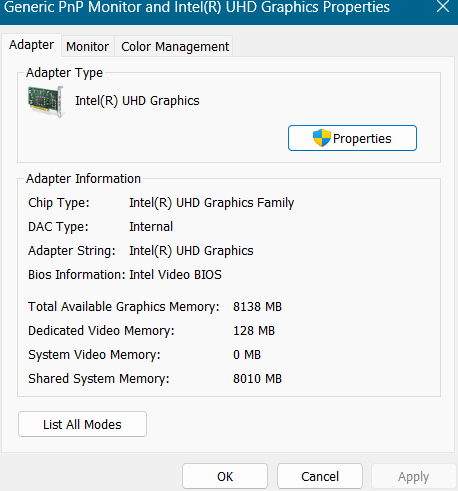 Generic PnP Monitor and Intel(R) UHD Graphics Properties
Adapter Monitor Color Management
Adapter Type
Intel(R) UHD Graphics
Properties
Adapter Information
Chip Type: Intel(R) UHD Graphics Family
DAC Type: Internal
Adapter String: Intel(R) UHD Graphics
Bios Information: Intel Video BIOS
Total Available Graphics Memory: 8138 MB
Dedicated Video Memory: 128 MB
System Video Memory: 0 MB
Shared System Memory: 8010 MB
List All Modes
OK Cancel Apply